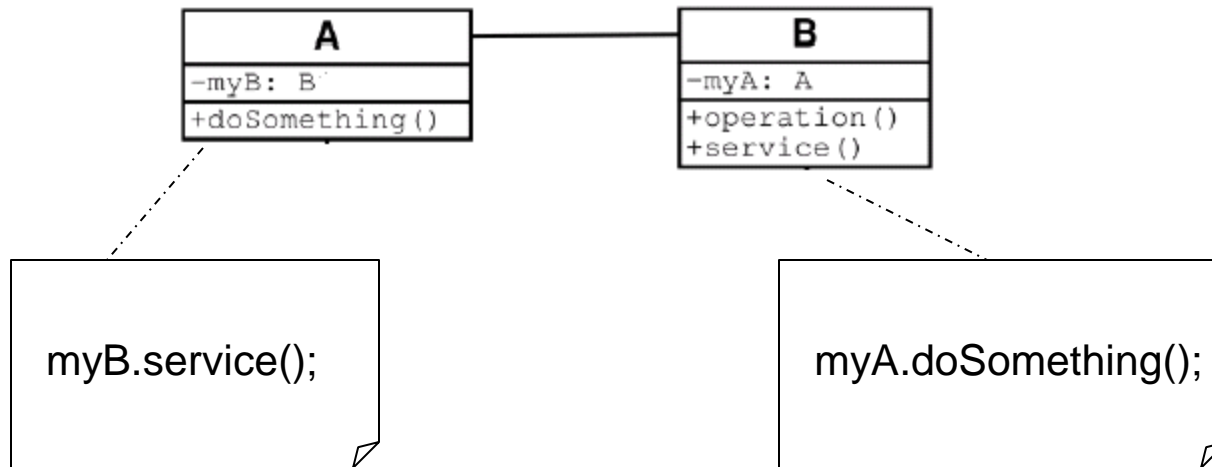 A
-myB: B
+doSomething()
B
-myA: A
+operation()
+service()
myB.service();
myA.doSomething();